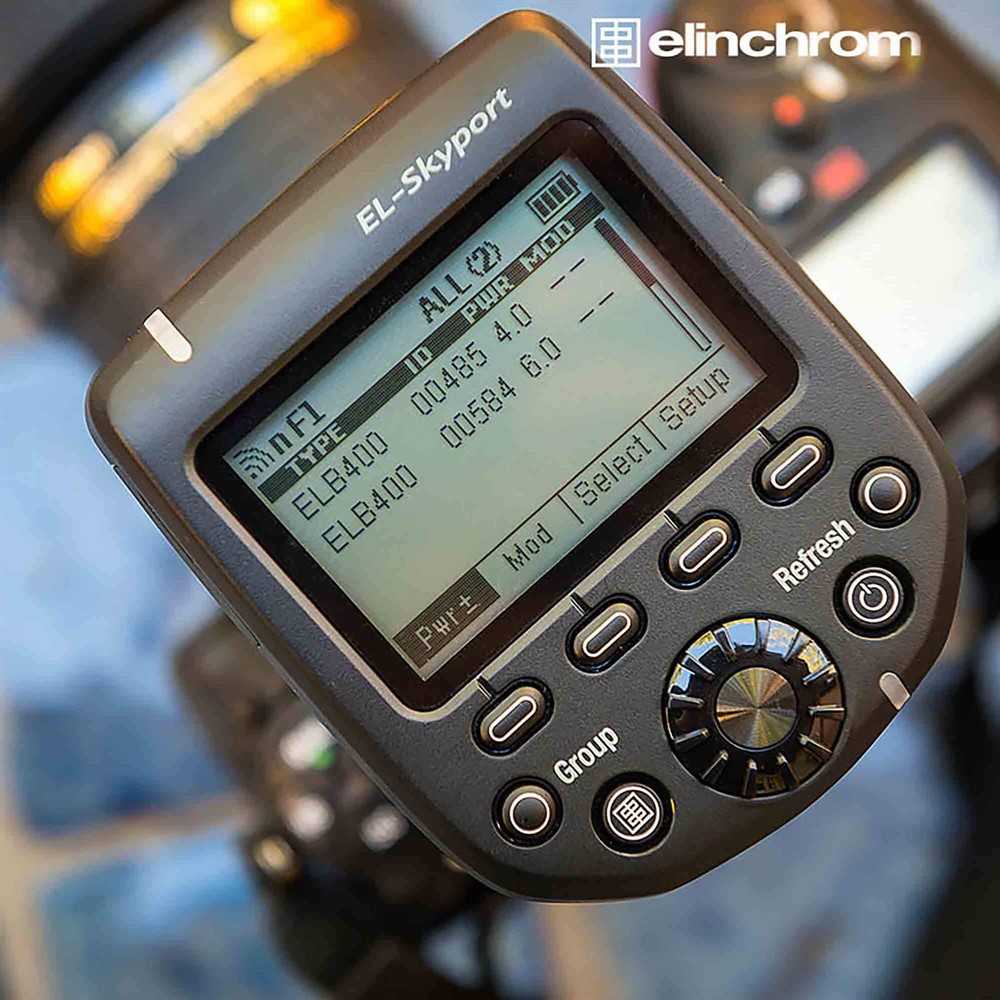 elinchrom
EL-Skyport
ALL(2)
nF1
TYPE ID PWR MOD
ELB400 00485 4.0 --
ELB400 00584 6.0 --
Pwr± Mod Select Setup
Refresh
Group